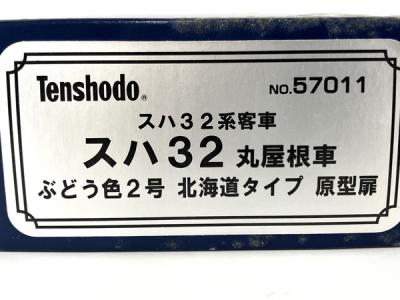 Tenshodo® NO.57011
スハ32系客車
スハ32 丸屋根車
ぶどう色2号 北海道タイプ 原型扉